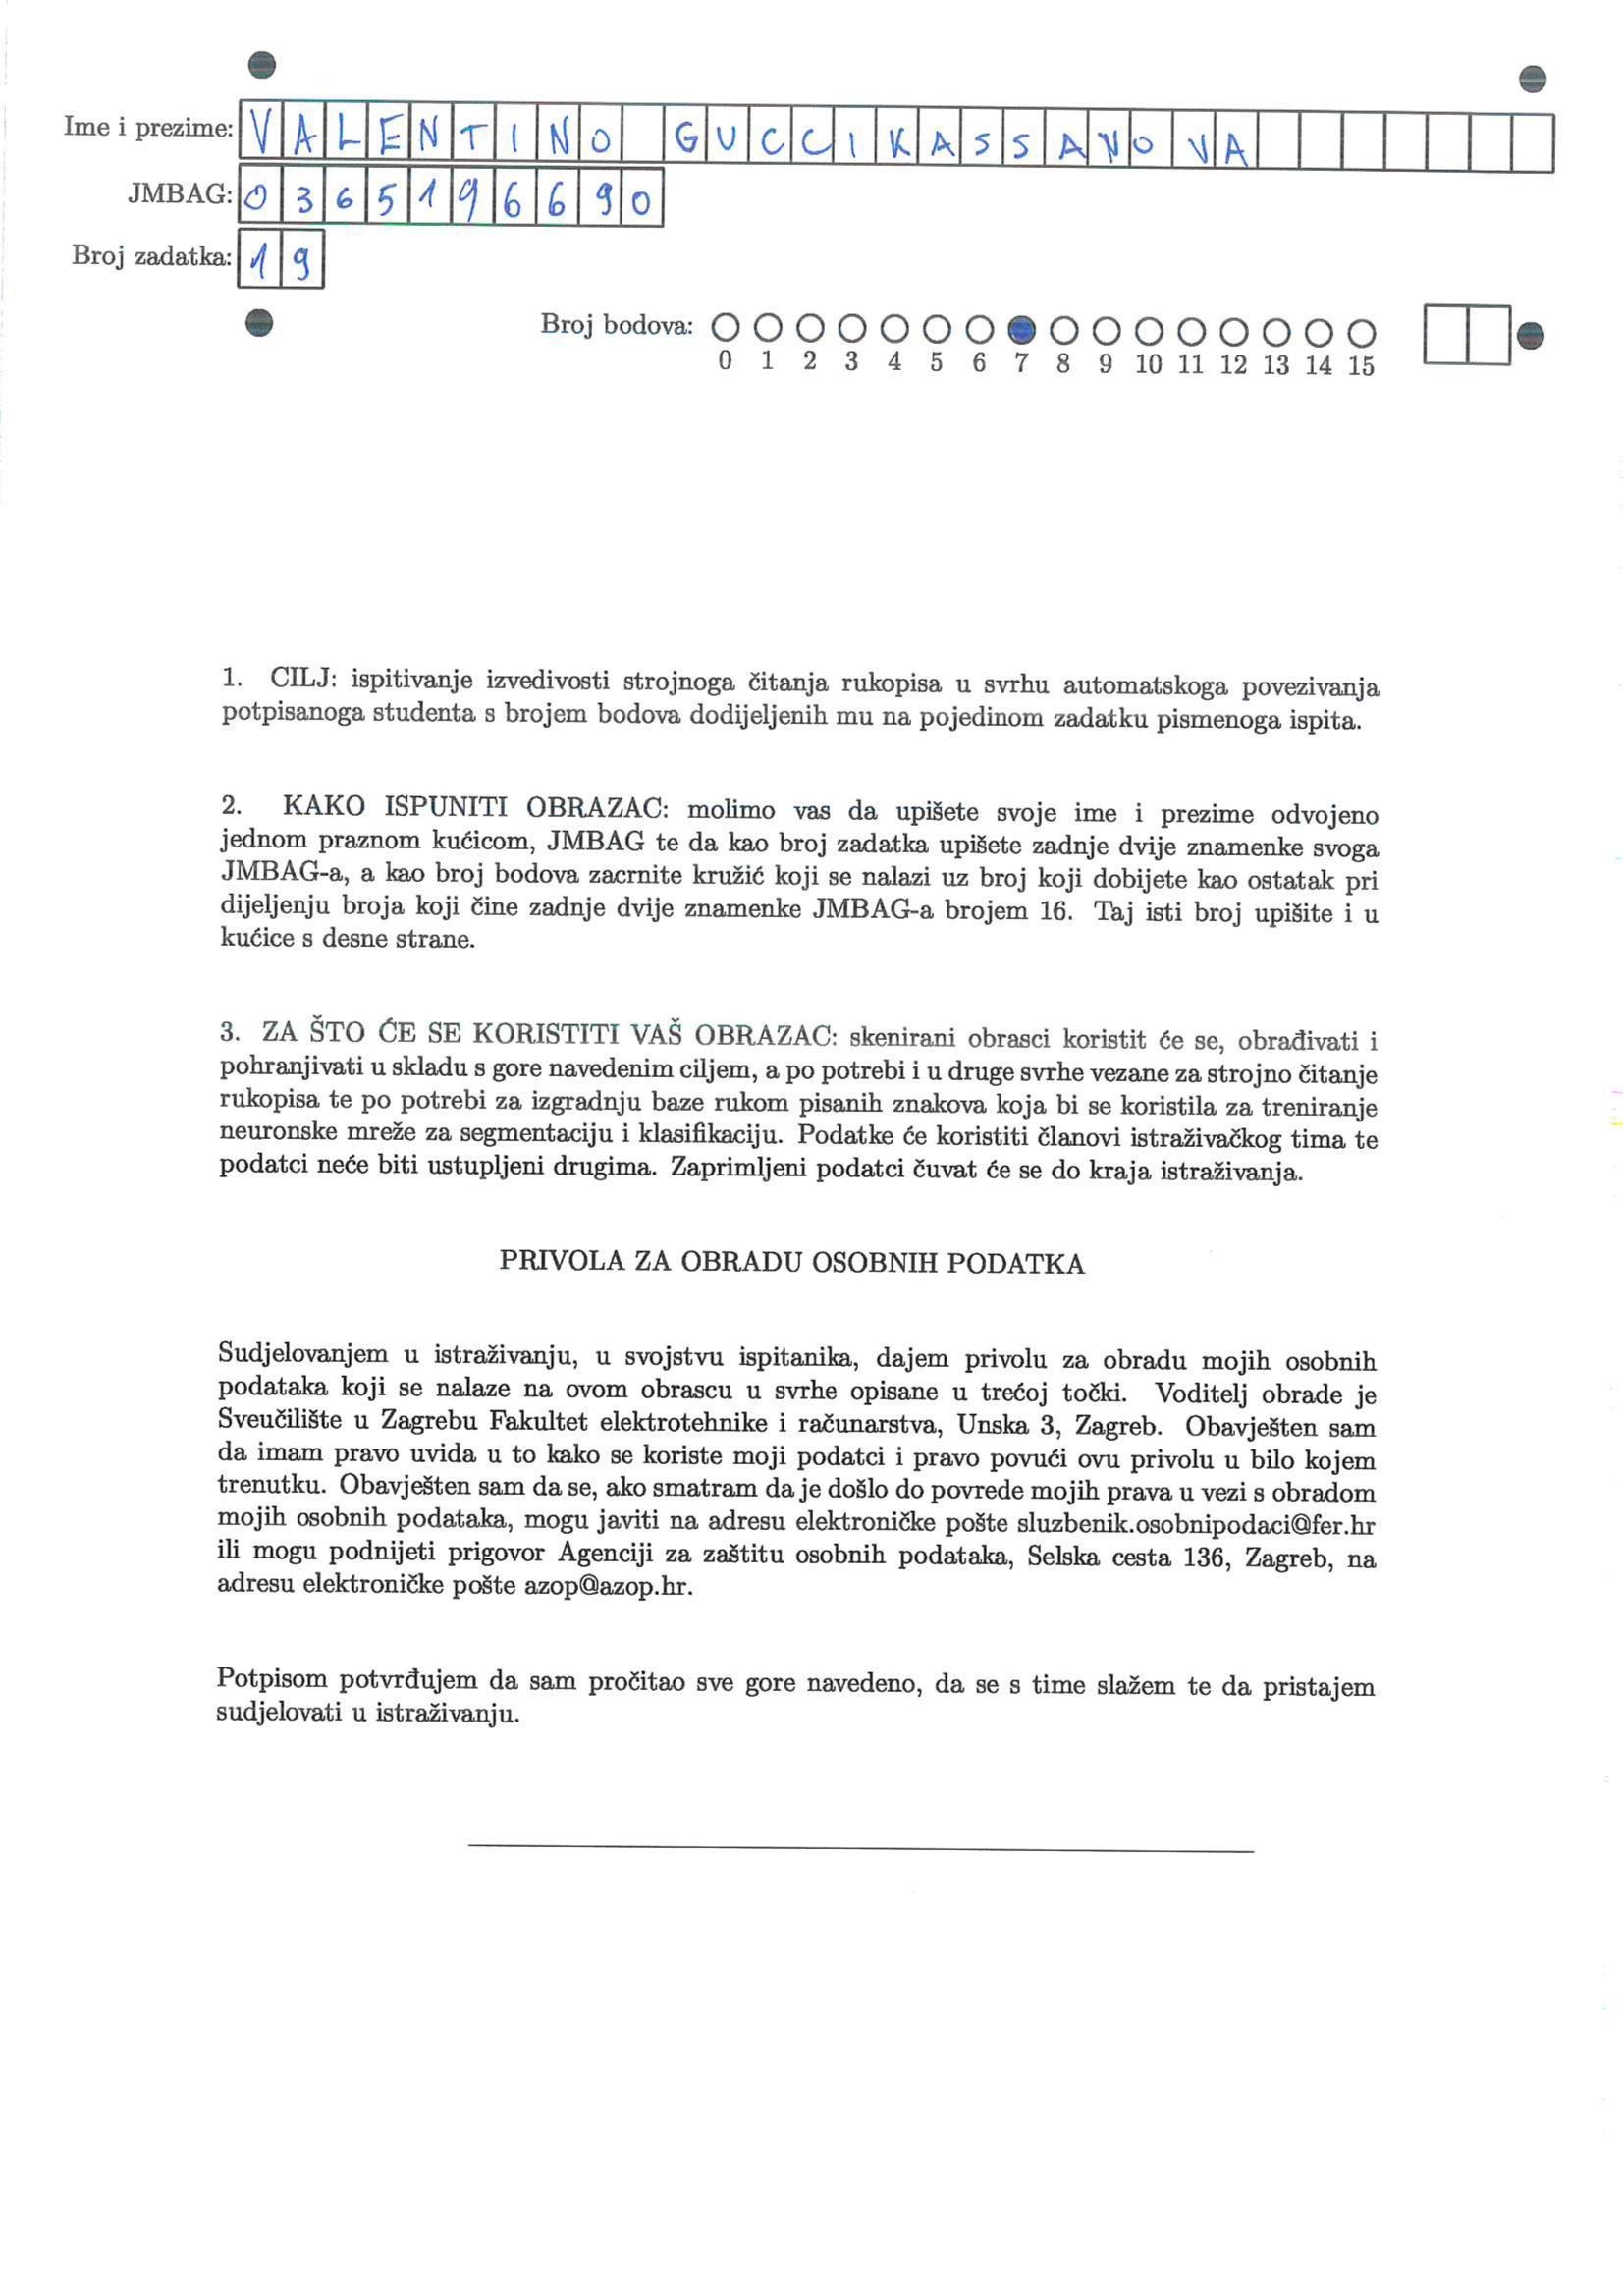 Ime i prezime: VALENTINO GUCCIKASSANOVA
JMBAG: 0365196690
Broj zadatka: 19
Broj bodova:
0 1 2 3 4 5 6 7 8 9 10 11 12 13 14 15
1. CILJ: ispitivanje izvedivosti strojnoga čitanja rukopisa u svrhu automatskoga povezivanja
potpisanoga studenta s brojem bodova dodijeljenih mu na pojedinom zadatku pismenoga ispita.
2. KAKO ISPUNITI OBRAZAC: molimo vas da upišete svoje ime i prezime odvojeno
jednom praznom kućicom, JMBAG te da kao broj zadatka upišete zadnje dvije znamenke svoga
JMBAG-a, a kao broj bodova zacrnite kružić koji se nalazi uz broj koji dobijete kao ostatak pri
dijeljenju broja koji čine zadnje dvije znamenke JMBAG-a brojem 16. Taj isti broj upišite i u
kućice s desne strane.
3. ZA ŠTO ĆE SE KORISTITI VAŠ OBRAZAC: skenirani obrasci koristit će se, obrađivati i
pohranjivati u skladu s gore navedenim ciljem, a po potrebi i u druge svrhe vezane za strojno čitanje
rukopisa te po potrebi za izgradnju baze rukom pisanih znakova koja bi se koristila za treniranje
neuronske mreže za segmentaciju i klasifikaciju. Podatke će koristiti članovi istraživačkog tima te
podatci neće biti ustupljeni drugima. Zaprimljeni podatci čuvat će se do kraja istraživanja.
PRIVOLA ZA OBRADU OSOBNIH PODATKA
Sudjelovanjem u istraživanju, u svojstvu ispitanika, dajem privolu za obradu mojih osobnih
podataka koji se nalaze na ovom obrascu u svrhe opisane u trećoj točki. Voditelj obrade je
Sveučilište u Zagrebu Fakultet elektrotehnike i računarstva, Unska 3, Zagreb. Obavješten sam
da imam pravo uvida u to kako se koriste moji podatci i pravo povući ovu privolu u bilo kojem
trenutku. Obavješten sam da se, ako smatram da je došlo do povrede mojih prava u vezi s obradom
mojih osobnih podataka, mogu javiti na adresu elektroničke pošte sluzbenik.osobnipodaci@fer.hr
ili mogu podnijeti prigovor Agenciji za zaštitu osobnih podataka, Selska cesta 136, Zagreb, na
adresu elektroničke pošte azop@azop.hr.
Potpisom potvrđujem da sam pročitao sve gore navedeno, da se s time slažem te da pristajem
sudjelovati u istraživanju.